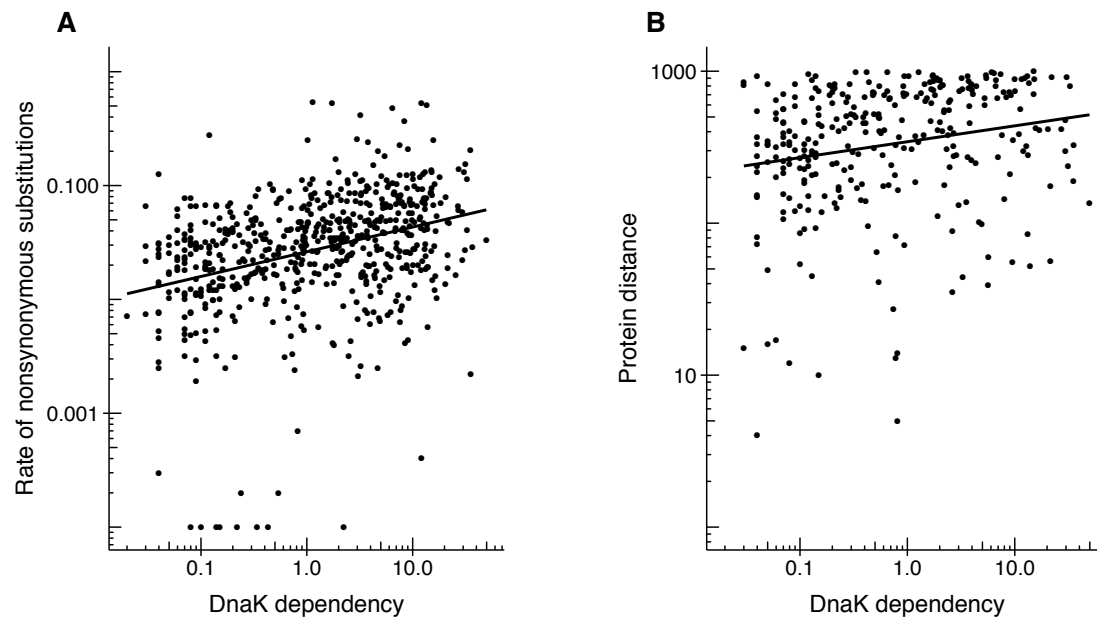 A
Rate of nonsynonymous substitutions
0.100
0.001
0.1 1.0 10.0
DnaK dependency
B
Protein distance
1000
10
0.1 1.0 10.0
DnaK dependency